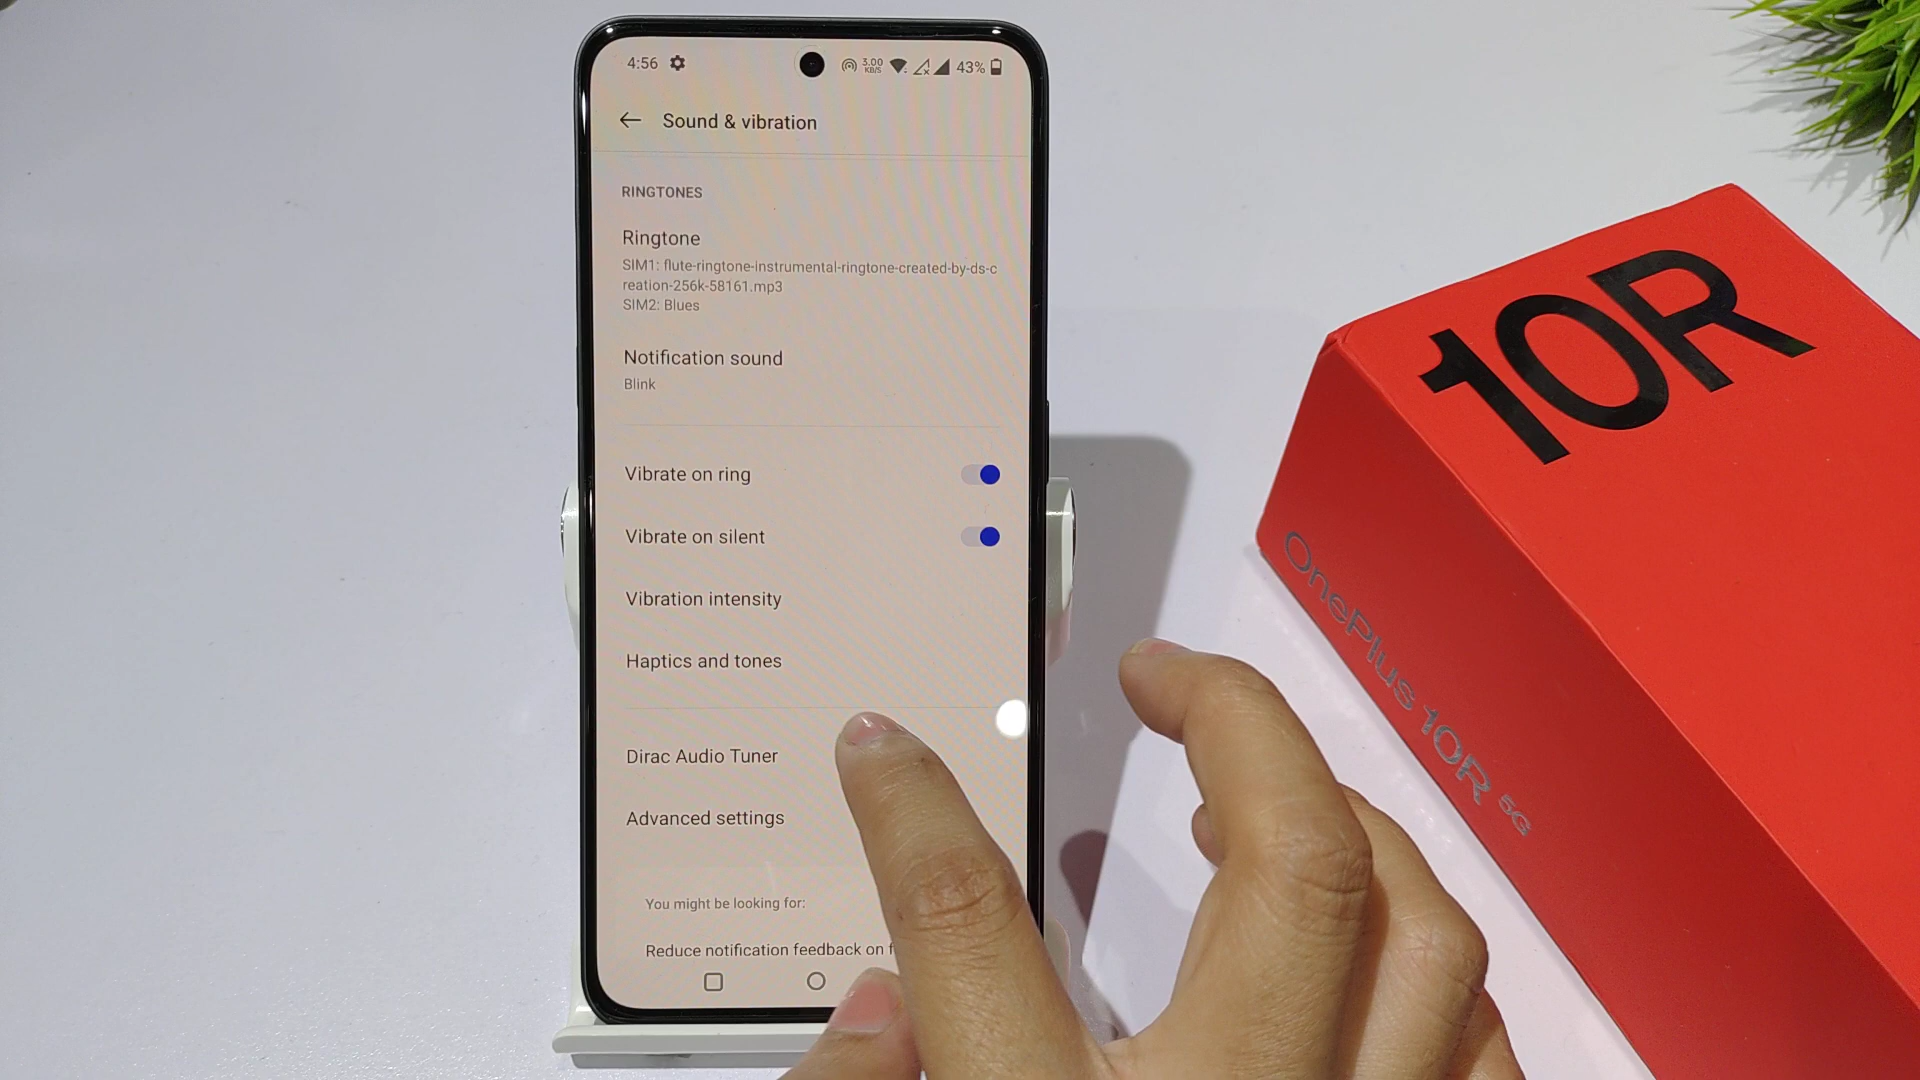 4:56
3.00
KB/S
43%
Sound & vibration
RINGTONES
Ringtone
SIM1: flute-ringtone-instrumental-ringtone-created-by-ds-c
reation-256k-58161.mp3
SIM2: Blues
Notification sound
Blink
Vibrate on ring
Vibrate on silent
Vibration intensity
Haptics and tones
Dirac Audio Tuner
Advanced settings
You might be looking for:
Reduce notification feedback on
10R
OnePlus 10R 5G